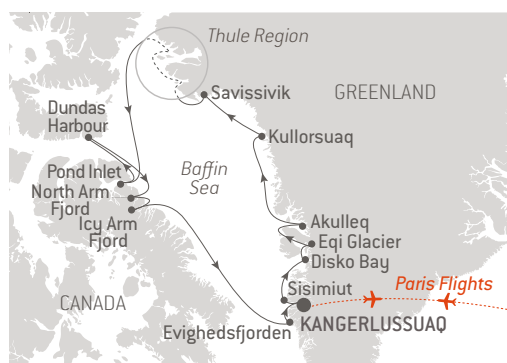 Thule Region
Savissivik
GREENLAND
Dundas
Harbour
Kullorsuaq
Pond Inlet
Baffin
Sea
North Arm
Fjord
Icy Arm
Fjord
Akulleq
Eqi Glacier
Disko Bay
CANADA
Sisimiut
Paris Flights
Evighedsfjorden
KANGERLUSSUAQ